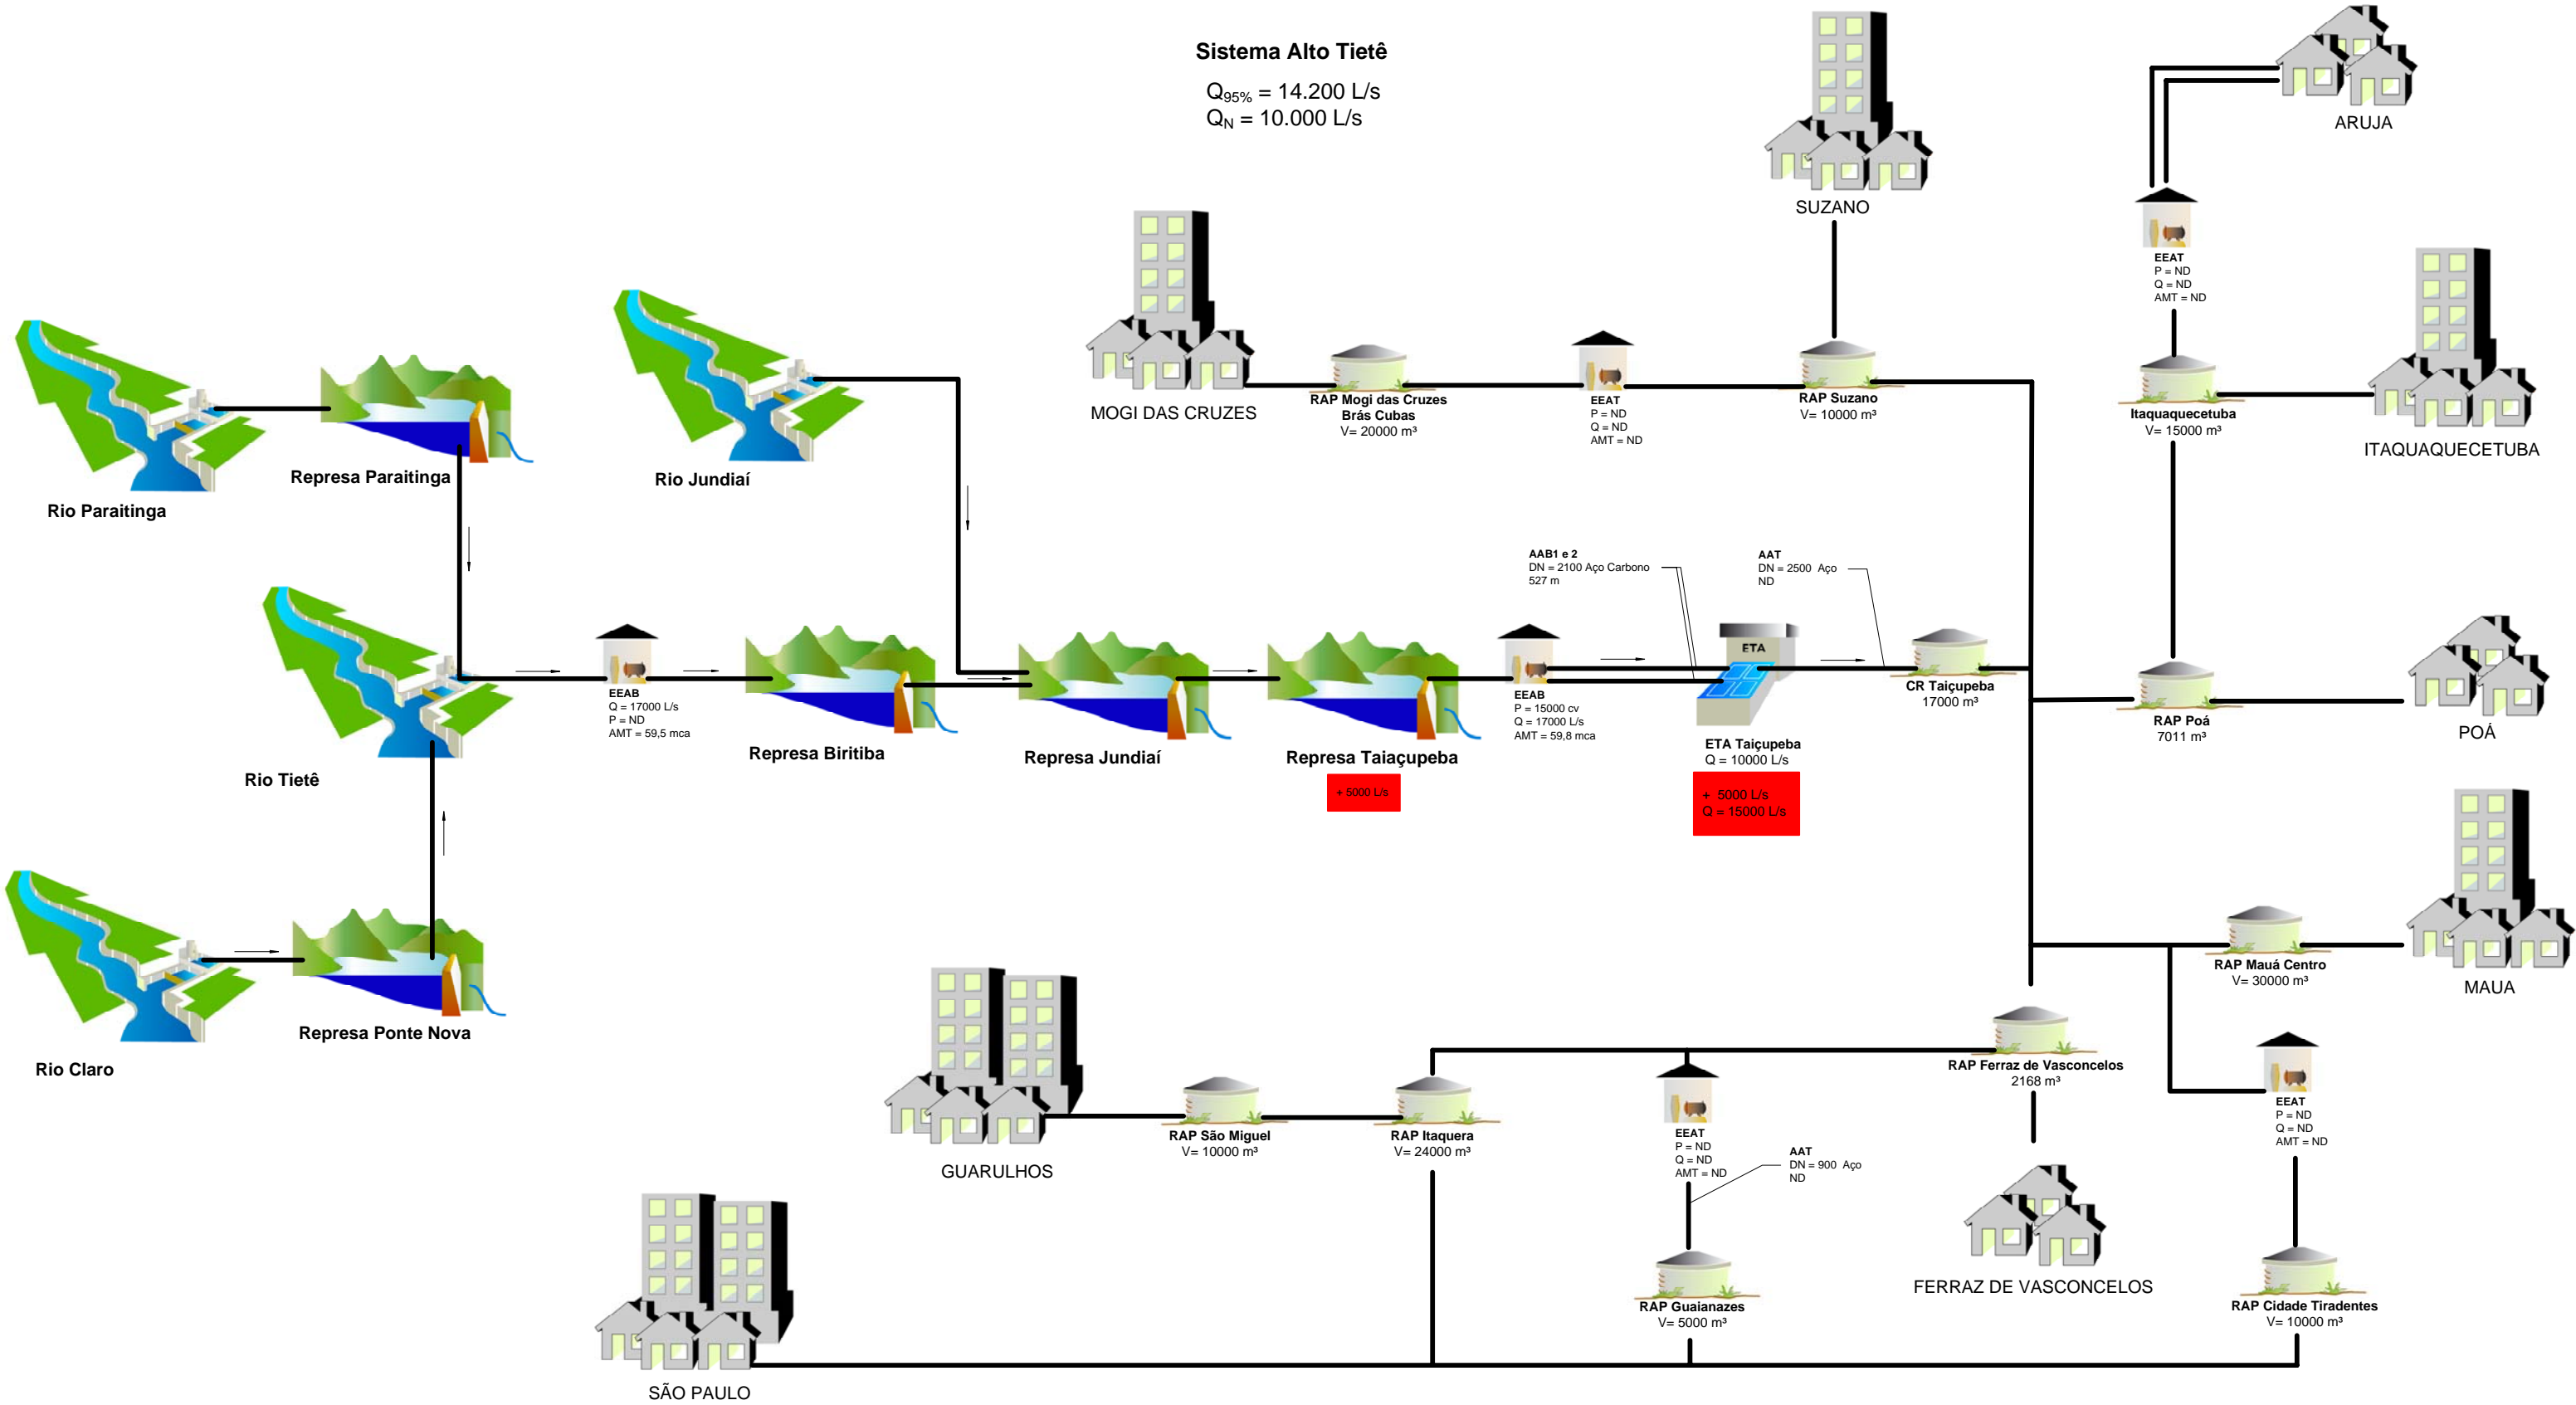 Sistema Alto Tietê
Q95% = 14.200 L/s
QN = 10.000 L/s
ARUJA
SUZANO
EEAT
P = ND
Q = ND
AMT = ND
MOGI DAS CRUZES
RAP Mogi das Cruzes
Brás Cubas
V= 20000 m³
EEAT
P = ND
Q = ND
AMT = ND
RAP Suzano
V= 10000 m³
Itaquaquecetuba
V= 15000 m³
ITAQUAQUECETUBA
Rio Paraitinga
Represa Paraitinga
Rio Jundiaí
AAB1 e 2
DN = 2100 Aço Carbono
527 m
AAT
DN = 2500 Aço
ND
ETA
Rio Tietê
EEAB
Q = 17000 L/s
P = ND
AMT = 59,5 mca
Represa Biritiba
Represa Jundiaí
Represa Taiaçupeba
+ 5000 L/s
EEAB
P = 15000 cv
Q = 17000 L/s
AMT = 59,8 mca
ETA Taiçupeba
Q = 10000 L/s
+ 5000 L/s
Q = 15000 L/s
CR Taiçupeba
17000 m³
RAP Poá
7011 m³
POÁ
Rio Claro
Represa Ponte Nova
RAP Mauá Centro
V= 30000 m³
MAUA
GUARULHOS
RAP São Miguel
V= 10000 m³
RAP Itaquera
V= 24000 m³
EEAT
P = ND
Q = ND
AMT = ND
AAT
DN = 900 Aço
ND
RAP Ferraz de Vasconcelos
2168 m³
EEAT
P = ND
Q = ND
AMT = ND
FERRAZ DE VASCONCELOS
RAP Guaianazes
V= 5000 m³
RAP Cidade Tiradentes
V= 10000 m³
SÃO PAULO